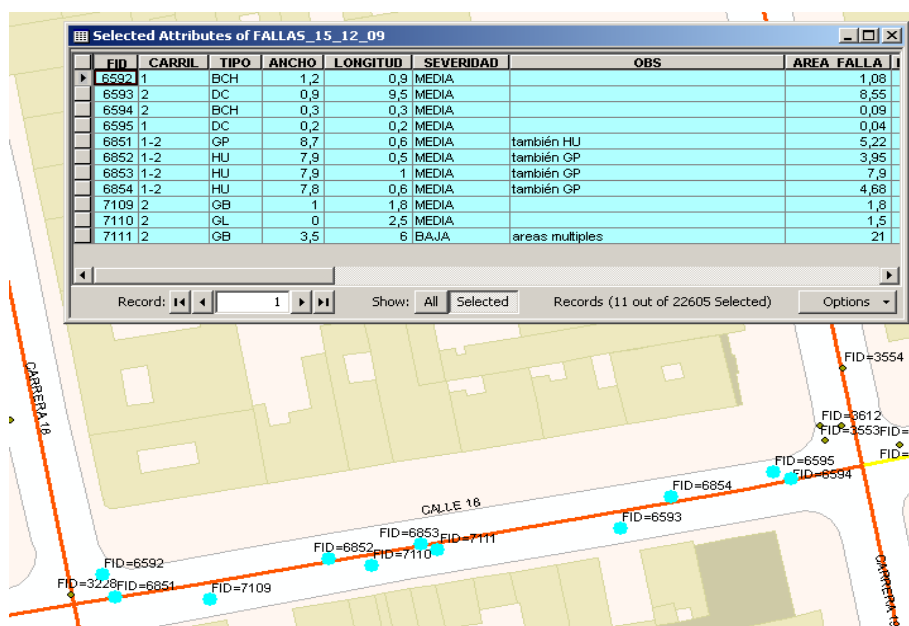 Selected Attributes of FALLAS_15_12_09
FID CARRIL TIPO ANCHO LONGITUD SEVERIDAD OBS AREA_FALLA
6592 1 BCH 1,2 0,9 MEDIA 1,08
6593 2 DC 0,9 9,5 MEDIA 8,55
6594 2 BCH 0,3 0,3 MEDIA 0,09
6595 1 DC 0,2 0,2 MEDIA 0,04
6851 1-2 GP 8,7 0,6 MEDIA también HU 5,22
6852 1-2 HU 7,9 0,5 MEDIA también GP 3,95
6853 1-2 HU 7,9 1 MEDIA también GP 7,9
6854 1-2 HU 7,8 0,6 MEDIA también GP 4,68
7109 2 GB 1 1,8 MEDIA 1,8
7110 2 GL 0 2,5 MEDIA 1,5
7111 2 GB 3,5 6 BAJA areas multiples 21
Record: 1 Show: All Selected Records (11 out of 22605 Selected) Options
FID=3554
CARRERA 18
FID=3612
FID=3553 FID=
FID=
FID=6595
FID=6594
FID=6854
CALLE 18
FID=6593
FID=6853
FID=7111
FID=6852
FID=7110
FID=6592
FID=3228 FID=6851
FID=7109
CARRERA 19